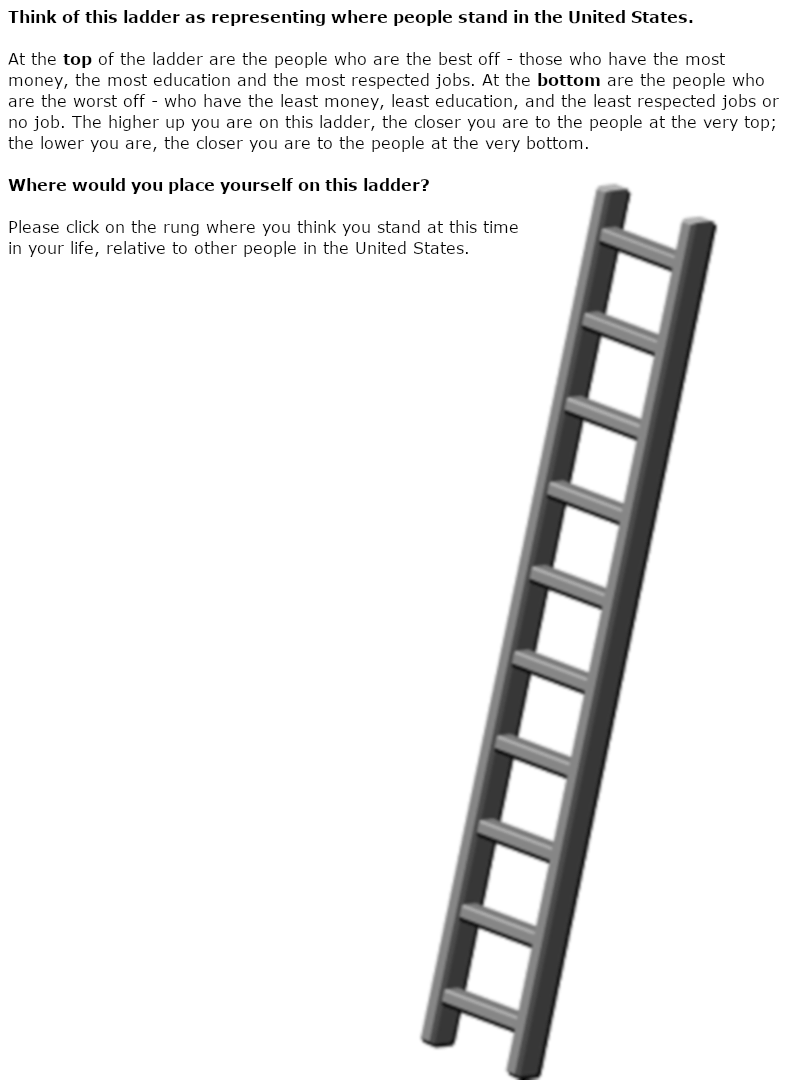 Think of this ladder as representing where people stand in the United States.
At the top of the ladder are the people who are the best off - those who have the most
money, the most education and the most respected jobs. At the bottom are the people who
are the worst off - who have the least money, least education, and the least respected jobs or
no job. The higher up you are on this ladder, the closer you are to the people at the very top;
the lower you are, the closer you are to the people at the very bottom.
Where would you place yourself on this ladder?
Please click on the rung where you think you stand at this time
in your life, relative to other people in the United States.